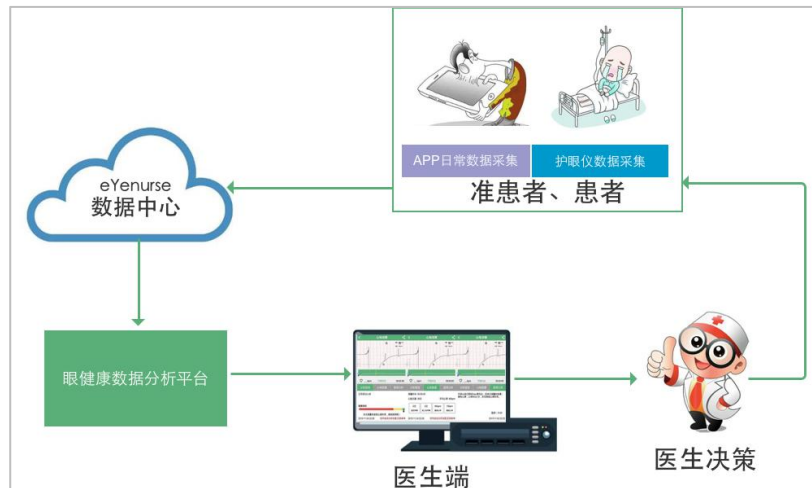 APP日常数据采集
护眼仪数据采集
准患者、患者
eYenurse
数据中心
眼健康数据分析平台
医生端
医生决策